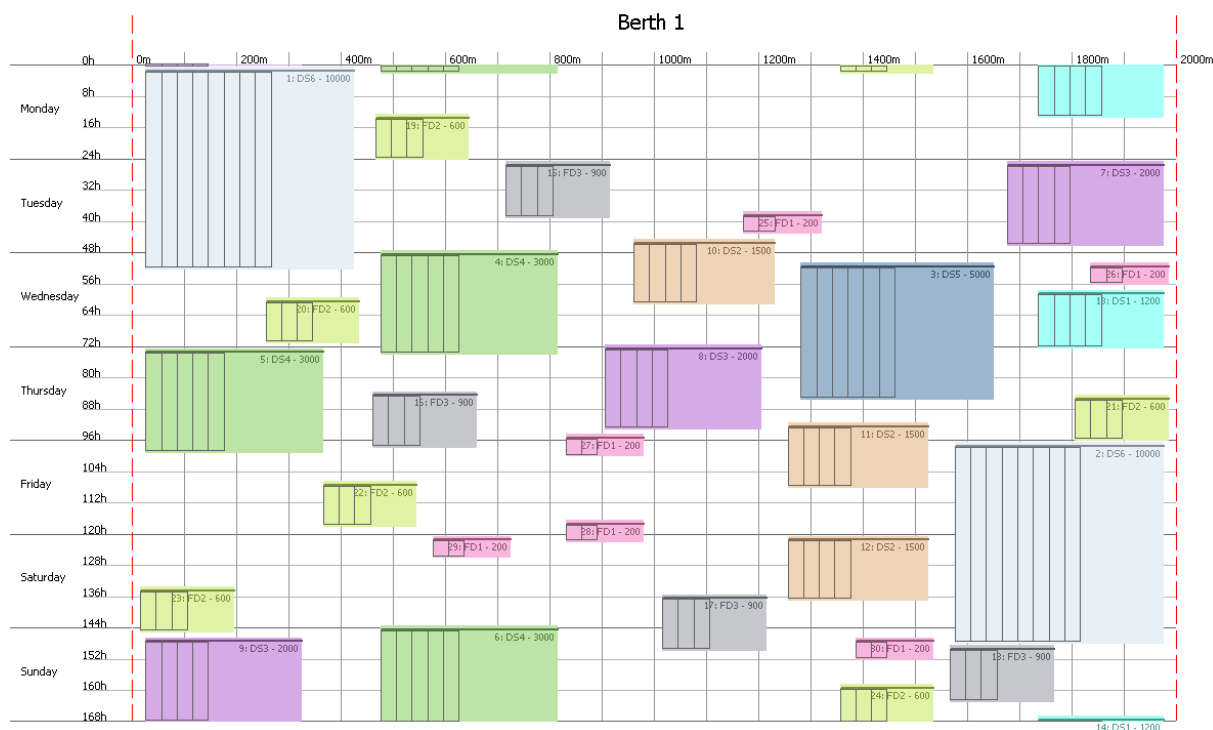 Berth 1
0h 0m 200m 400m 600m 800m 1000m 1200m 1400m 1600m 1800m 2000m
1: DS6 - 10000
8h
Monday
16h
19: FD2 - 600
24h
15: FD3 - 900
7: DS3 - 2000
32h
Tuesday
40h
25: FD1 - 200
48h
10: DS2 - 1500
4: DS4 - 3000
3: DS5 - 5000
26: FD1 - 200
56h
Wednesday
20: FD2 - 600
13: DS1 - 1200
64h
72h
5: DS4 - 3000
8: DS3 - 2000
80h
Thursday
16: FD3 - 900
21: FD2 - 600
88h
96h
27: FD1 - 200
11: DS2 - 1500
2: DS6 - 10000
104h
Friday
22: FD2 - 600
112h
120h
28: FD1 - 200
29: FD1 - 200
12: DS2 - 1500
128h
Saturday
136h
23: FD2 - 600
17: FD3 - 900
144h
9: DS3 - 2000
6: DS4 - 3000
30: FD1 - 200
18: FD3 - 900
152h
Sunday
160h
24: FD2 - 600
168h
14: DS1 - 1200